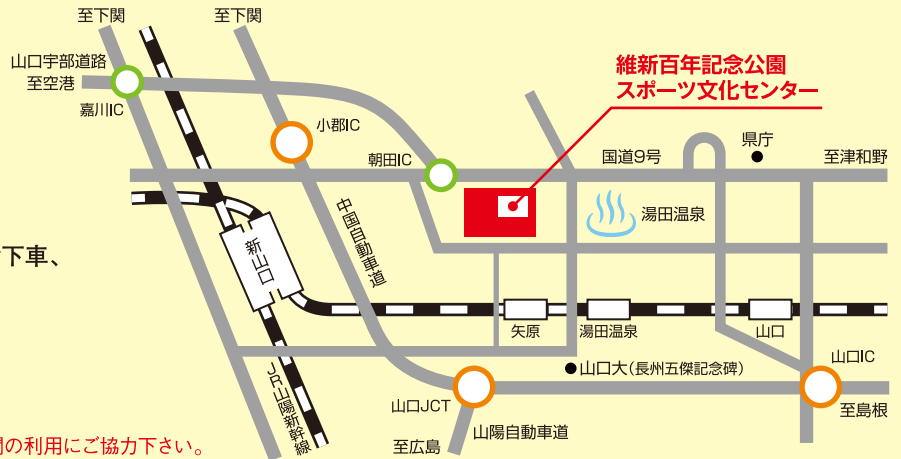 至下関
至下関
山口宇部道路
至空港
嘉川IC
小郡IC
維新百年記念公園
スポーツ文化センター
朝田IC
国道9号
県庁
至津和野
中国自動車道
湯田温泉
下車、
新山口
矢原
湯田温泉
山口
JR山陽新幹線
山口大(長州五傑記念碑)
山口IC
山口JCT
山陽自動車道
至島根
至広島
の利用にご協力下さい。